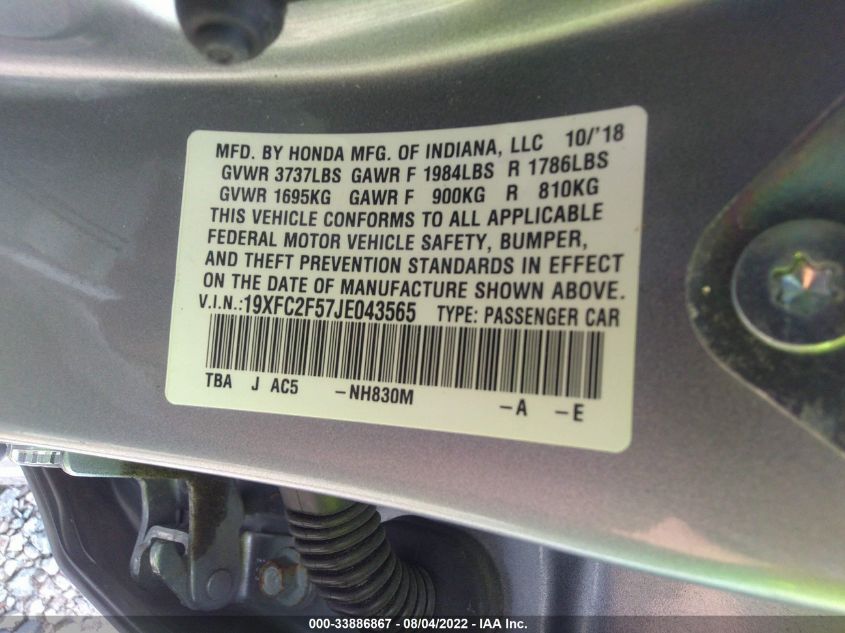 MFD. BY HONDA MFG. OF INDIANA, LLC 10/'18
GVWR 3737LBS GAWR F 1984LBS R 1786LBS
GVWR 1695KG GAWR F 900KG R 810KG
THIS VEHICLE CONFORMS TO ALL APPLICABLE
FEDERAL MOTOR VEHICLE SAFETY, BUMPER,
AND THEFT PREVENTION STANDARDS IN EFFECT
ON THE DATE OF MANUFACTURE SHOWN ABOVE.
V.I.N.:19XFC2F57JE043565 TYPE: PASSENGER CAR
TBA J AC5 -NH830M -A -E
000-33886867 - 08/04/2022 - IAA Inc.